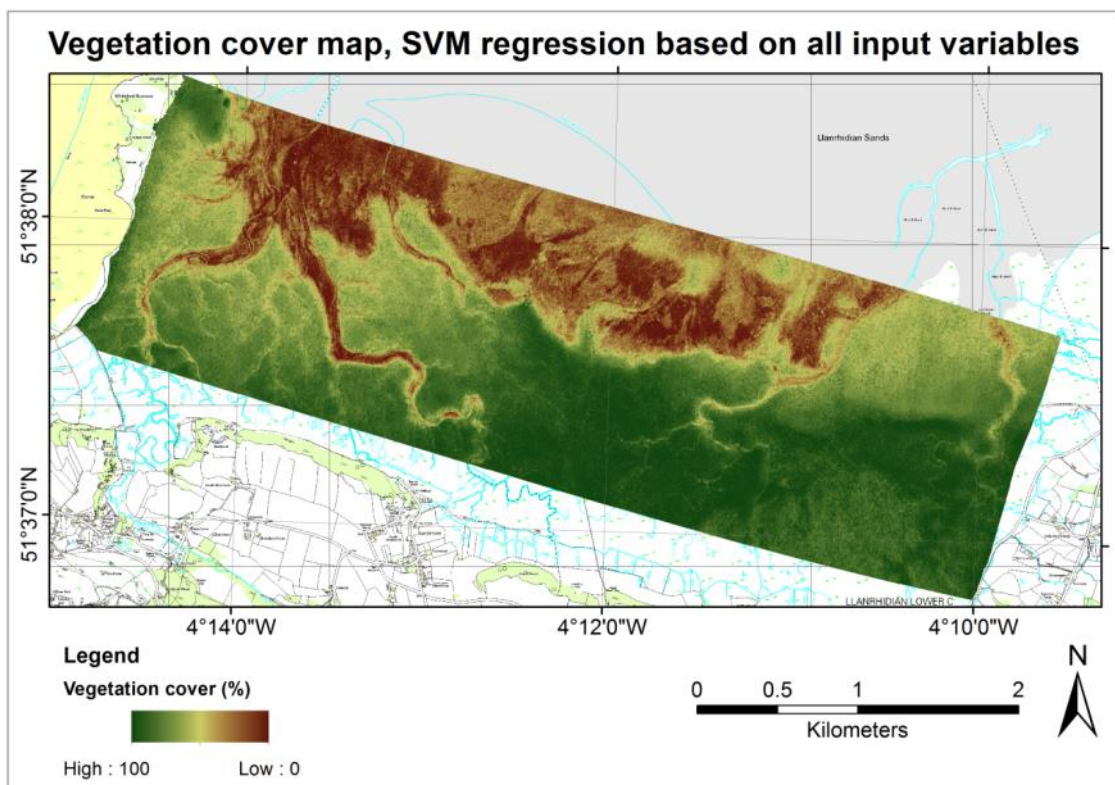 Vegetation cover map, SVM regression based on all input variables
Llanrhidian Sands
51°38'0"N
51°37'0"N
LLANRHIDIAN LOWER C
4°14'0"W
4°12'0"W
4°10'0"W
Legend
Vegetation cover (%)
High : 100
Low : 0
0
0.5
1
2
Kilometers
N